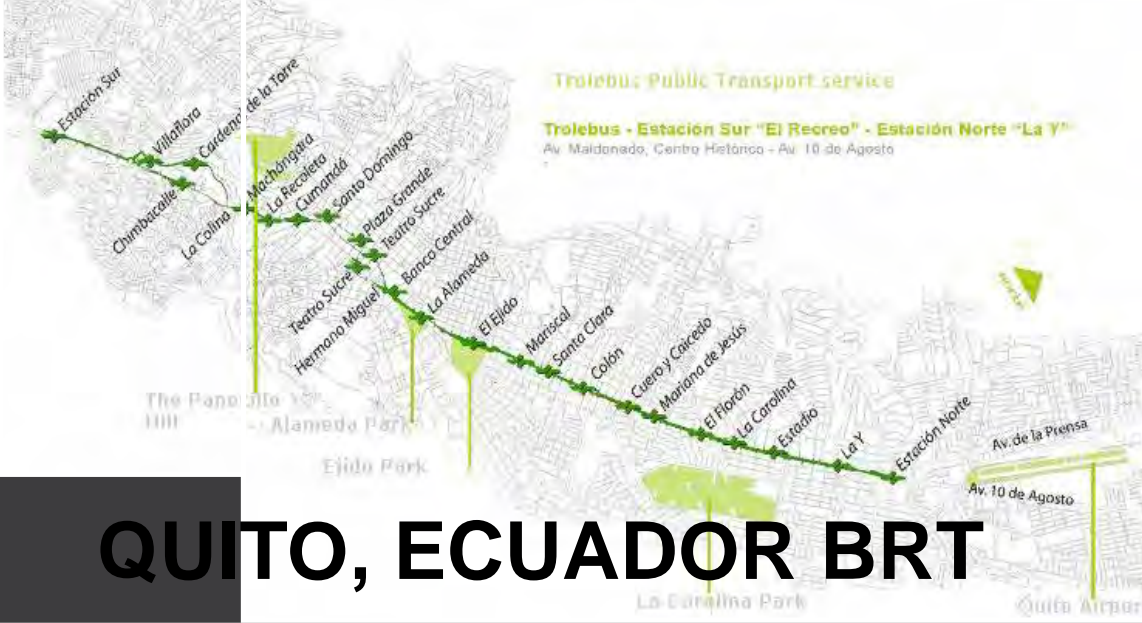 Trolebus Public Transport service
Trolebus - Estación Sur "El Recreo" - Estación Norte "La Y"
Av. Maldonado, Centro Histórico - Av. 10 de Agosto
Estación Sur
Villaflora
Cardenal de la Torre
Chimbacalle
La Colina
Machángara
La Recoleta
Cumandá
Santo Domingo
Plaza Grande
Teatro Sucre
Teatro Sucre
Hermano Miguel
Banco Central
La Alameda
El Ejido
Mariscal
Santa Clara
Colón
Cuero y Caicedo
Mariana de Jesús
El Florón
La Carolina
Estadio
La Y
Estación Norte
Av. de la Prensa
Av. 10 de Agosto
The
Hill
Alameda Park
Ejido Park
QUITO, ECUADOR BRT
La Carolina Park
Quito